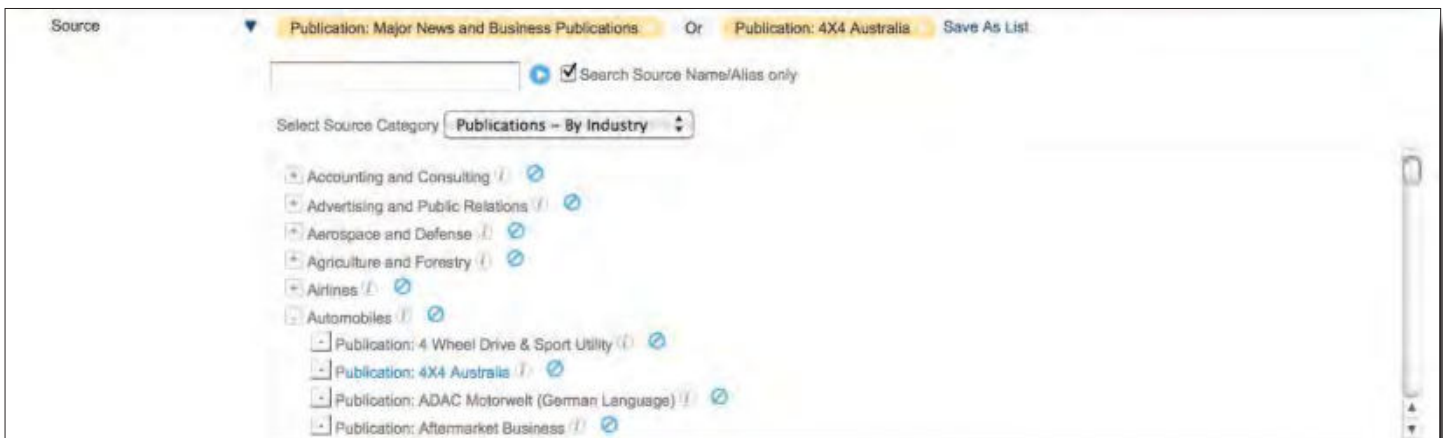 Source Publication: Major News and Business Publications Or Publication: 4X4 Australia Save As List
Search Source Name/Alias only
Select Source Category Publications – By Industry
Accounting and Consulting
Advertising and Public Relations
Aerospace and Defense
Agriculture and Forestry
Airlines
Automobiles
Publication: 4 Wheel Drive & Sport Utility
Publication: 4X4 Australia
Publication: ADAC Motorwelt (German Language)
Publication: Aftermarket Business